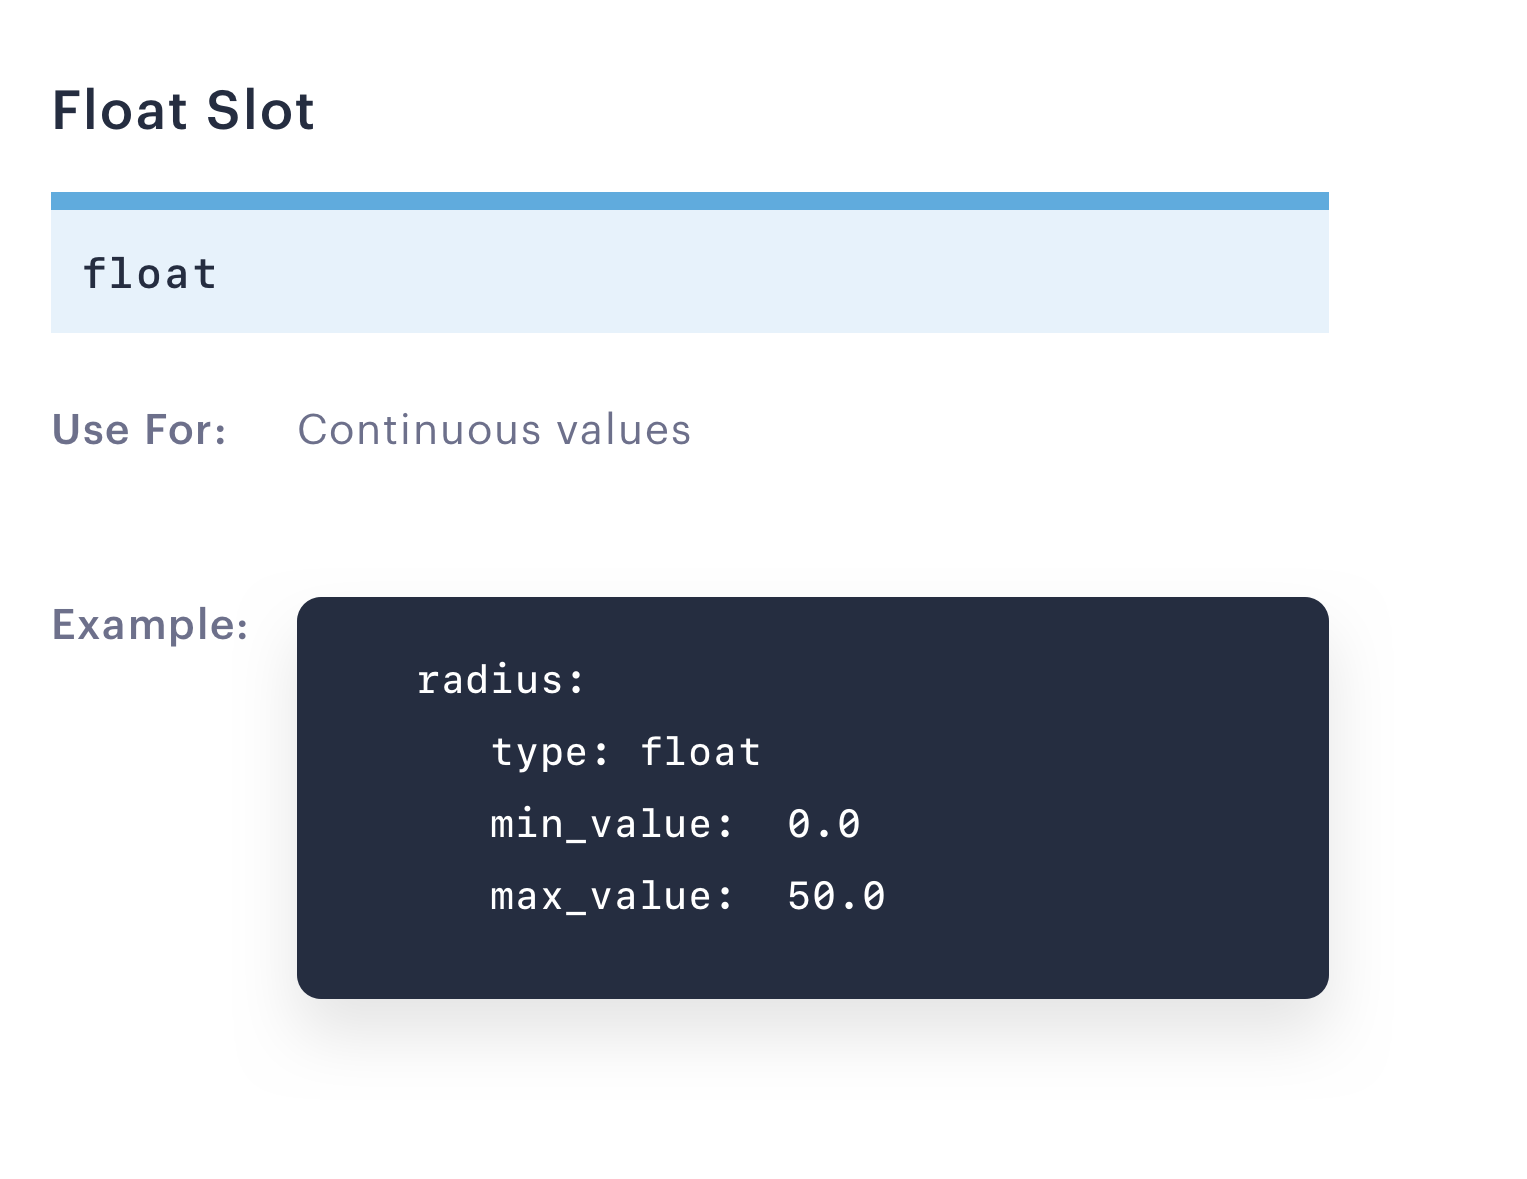 Float Slot
float
Use For: Continuous values
Example:
radius:
type: float
min_value: 0.0
max_value: 50.0